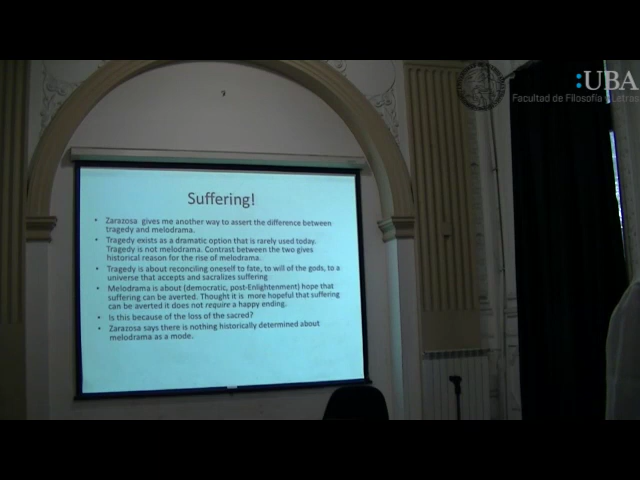 :UBA
Facultad de Filosofía y Letras
Suffering!
• Zarazosa gives me another way to assert the difference between
tragedy and melodrama.
• Tragedy exists as a dramatic option that is rarely used today.
Tragedy is not melodrama. Contrast between the two gives
historical reason for the rise of melodrama.
• Tragedy is about reconciling oneself to fate, to will of the gods, to a
universe that accepts and sacralizes suffering
• Melodrama is about (democratic, post-Enlightenment) hope that
suffering can be averted. Thought it is more hopeful that suffering
can be averted it does not require a happy ending.
• Is this because of the loss of the sacred?
• Zarazosa says there is nothing historically determined about
melodrama as a mode.